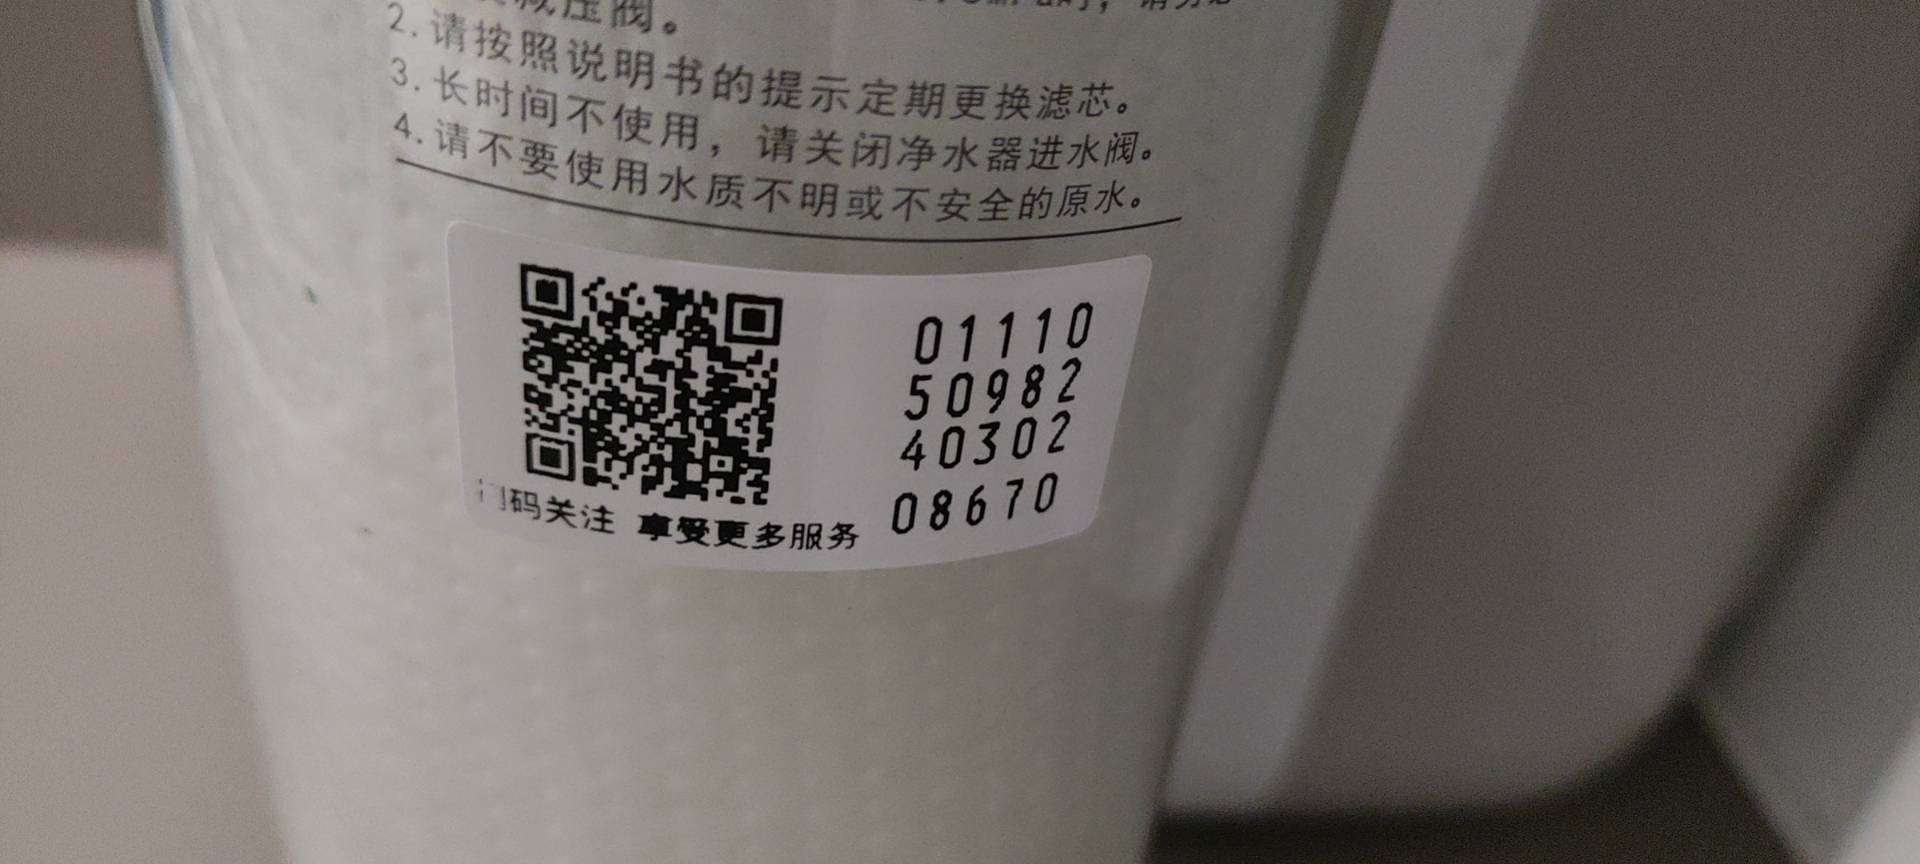 减压阀。
2.请按照说明书的提示定期更换滤芯。
3.长时间不使用，请关闭净水器进水阀。
4.请不要使用水质不明或不安全的原水。
01110
50982
40302
08670
码关注 享受更多服务